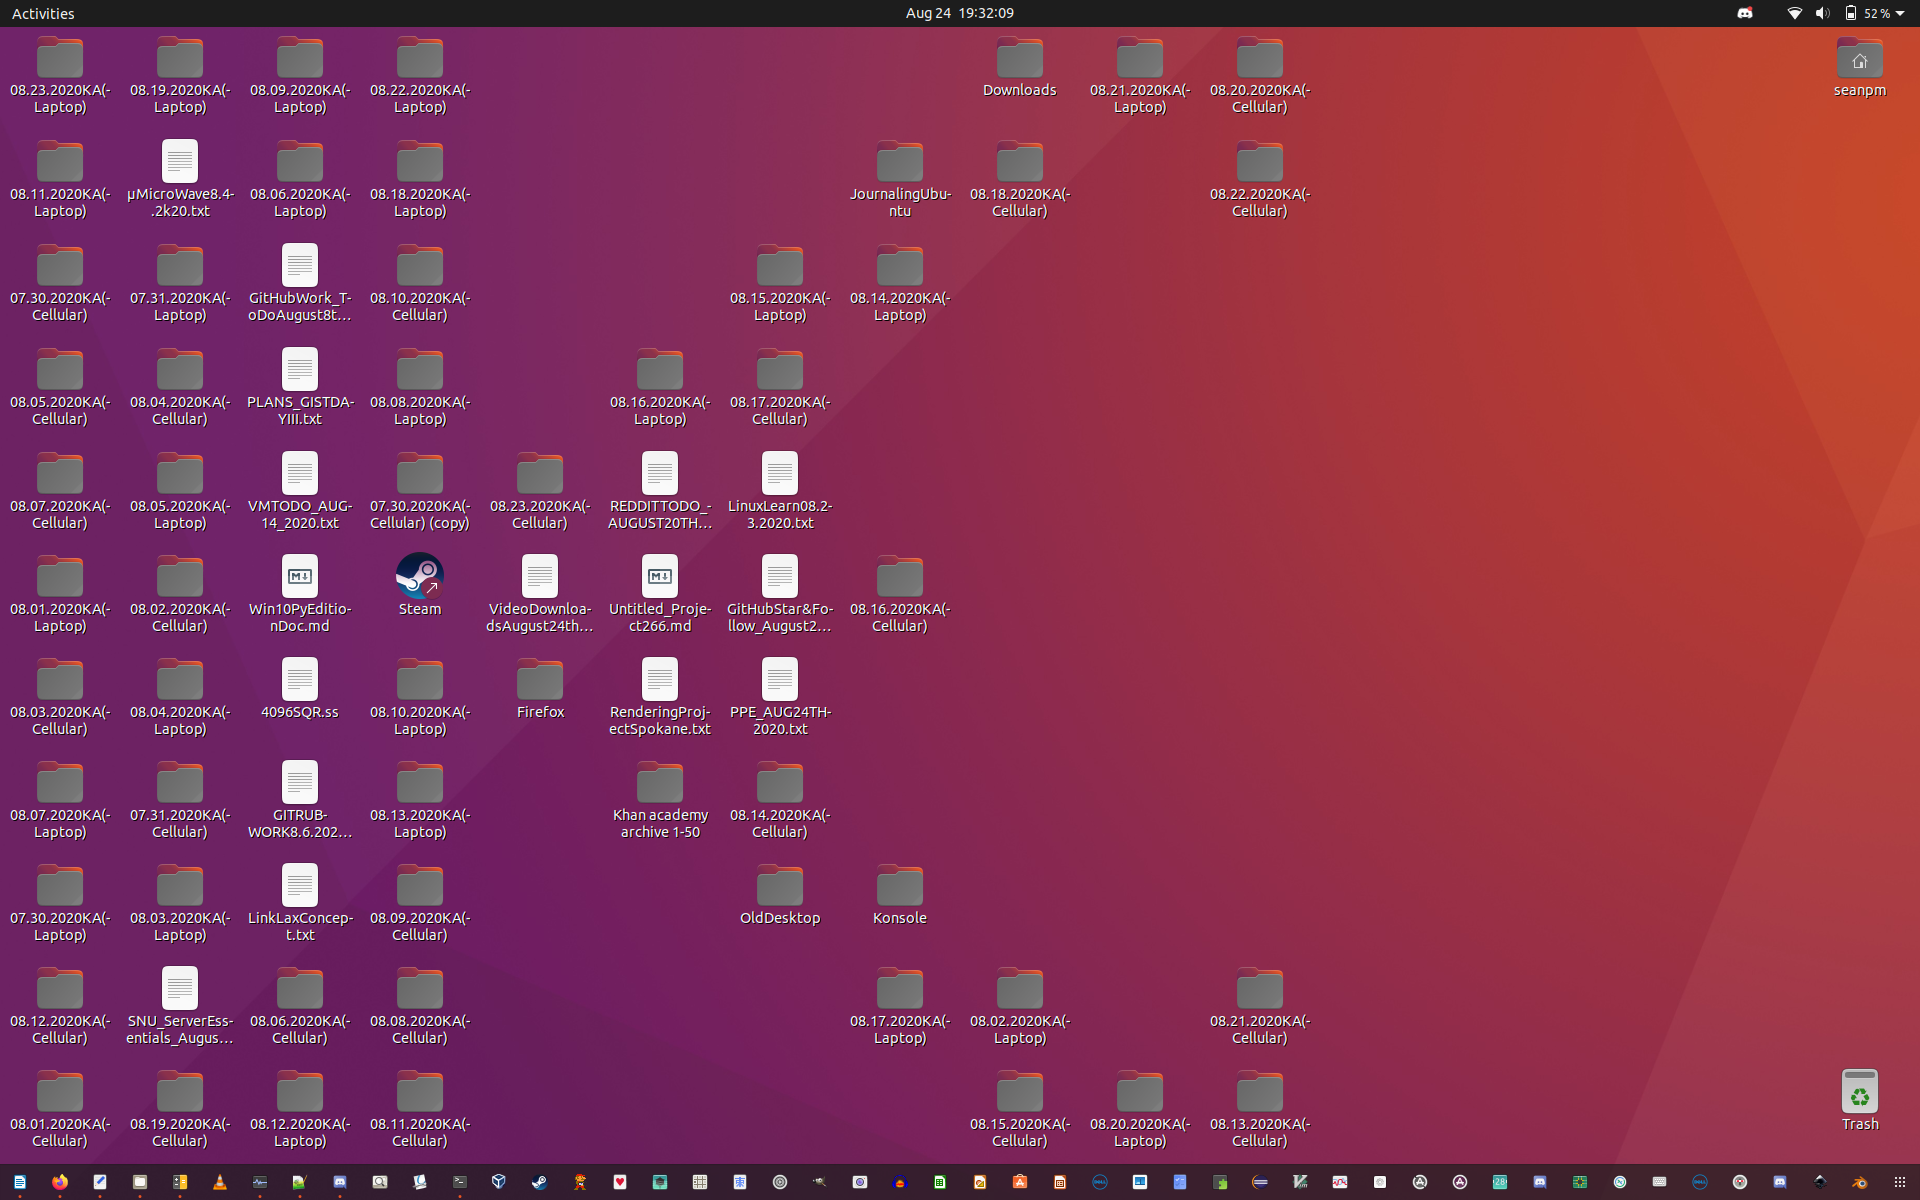 Activities
Aug 24 19:32:09
52 %
08.23.2020KA(-
Laptop)
08.19.2020KA(-
Laptop)
08.09.2020KA(-
Laptop)
08.22.2020KA(-
Laptop)
Downloads
08.21.2020KA(-
Laptop)
08.20.2020KA(-
Cellular)
seanpm
08.11.2020KA(-
Laptop)
µMicroWave8.4-
.2k20.txt
08.06.2020KA(-
Laptop)
08.18.2020KA(-
Laptop)
JournalingUbu-
ntu
08.18.2020KA(-
Cellular)
08.22.2020KA(-
Cellular)
07.30.2020KA(-
Cellular)
07.31.2020KA(-
Laptop)
GitHubWork_T-
oDoAugust8t...
08.10.2020KA(-
Cellular)
08.15.2020KA(-
Laptop)
08.14.2020KA(-
Laptop)
08.05.2020KA(-
Cellular)
08.04.2020KA(-
Cellular)
PLANS_GISTDA-
YIII.txt
08.08.2020KA(-
Laptop)
08.16.2020KA(-
Laptop)
08.17.2020KA(-
Cellular)
08.07.2020KA(-
Cellular)
08.05.2020KA(-
Laptop)
VMTODO_AUG-
14_2020.txt
07.30.2020KA(-
Cellular) (copy)
08.23.2020KA(-
Cellular)
REDDITTODO_-
AUGUST20TH...
LinuxLearn08.2-
3.2020.txt
08.01.2020KA(-
Laptop)
08.02.2020KA(-
Cellular)
Win10PyEditio-
nDoc.md
Steam
VideoDownloa-
dsAugust24th...
Untitled_Proje-
ct266.md
GitHubStar&Fo-
llow_August2...
08.16.2020KA(-
Cellular)
08.03.2020KA(-
Cellular)
08.04.2020KA(-
Laptop)
4096SQR.ss
08.10.2020KA(-
Laptop)
Firefox
RenderingProj-
ectSpokane.txt
PPE_AUG24TH-
2020.txt
08.07.2020KA(-
Laptop)
07.31.2020KA(-
Cellular)
GITRUB-
WORK8.6.202...
08.13.2020KA(-
Laptop)
Khan academy
archive 1-50
08.14.2020KA(-
Cellular)
07.30.2020KA(-
Laptop)
08.03.2020KA(-
Laptop)
LinkLaxConcep-
t.txt
08.09.2020KA(-
Cellular)
OldDesktop
Konsole
08.12.2020KA(-
Cellular)
SNU_ServerEss-
entials_Augus...
08.06.2020KA(-
Cellular)
08.08.2020KA(-
Cellular)
08.17.2020KA(-
Laptop)
08.02.2020KA(-
Laptop)
08.21.2020KA(-
Cellular)
08.01.2020KA(-
Cellular)
08.19.2020KA(-
Cellular)
08.12.2020KA(-
Laptop)
08.11.2020KA(-
Cellular)
08.15.2020KA(-
Cellular)
08.20.2020KA(-
Laptop)
08.13.2020KA(-
Cellular)
Trash